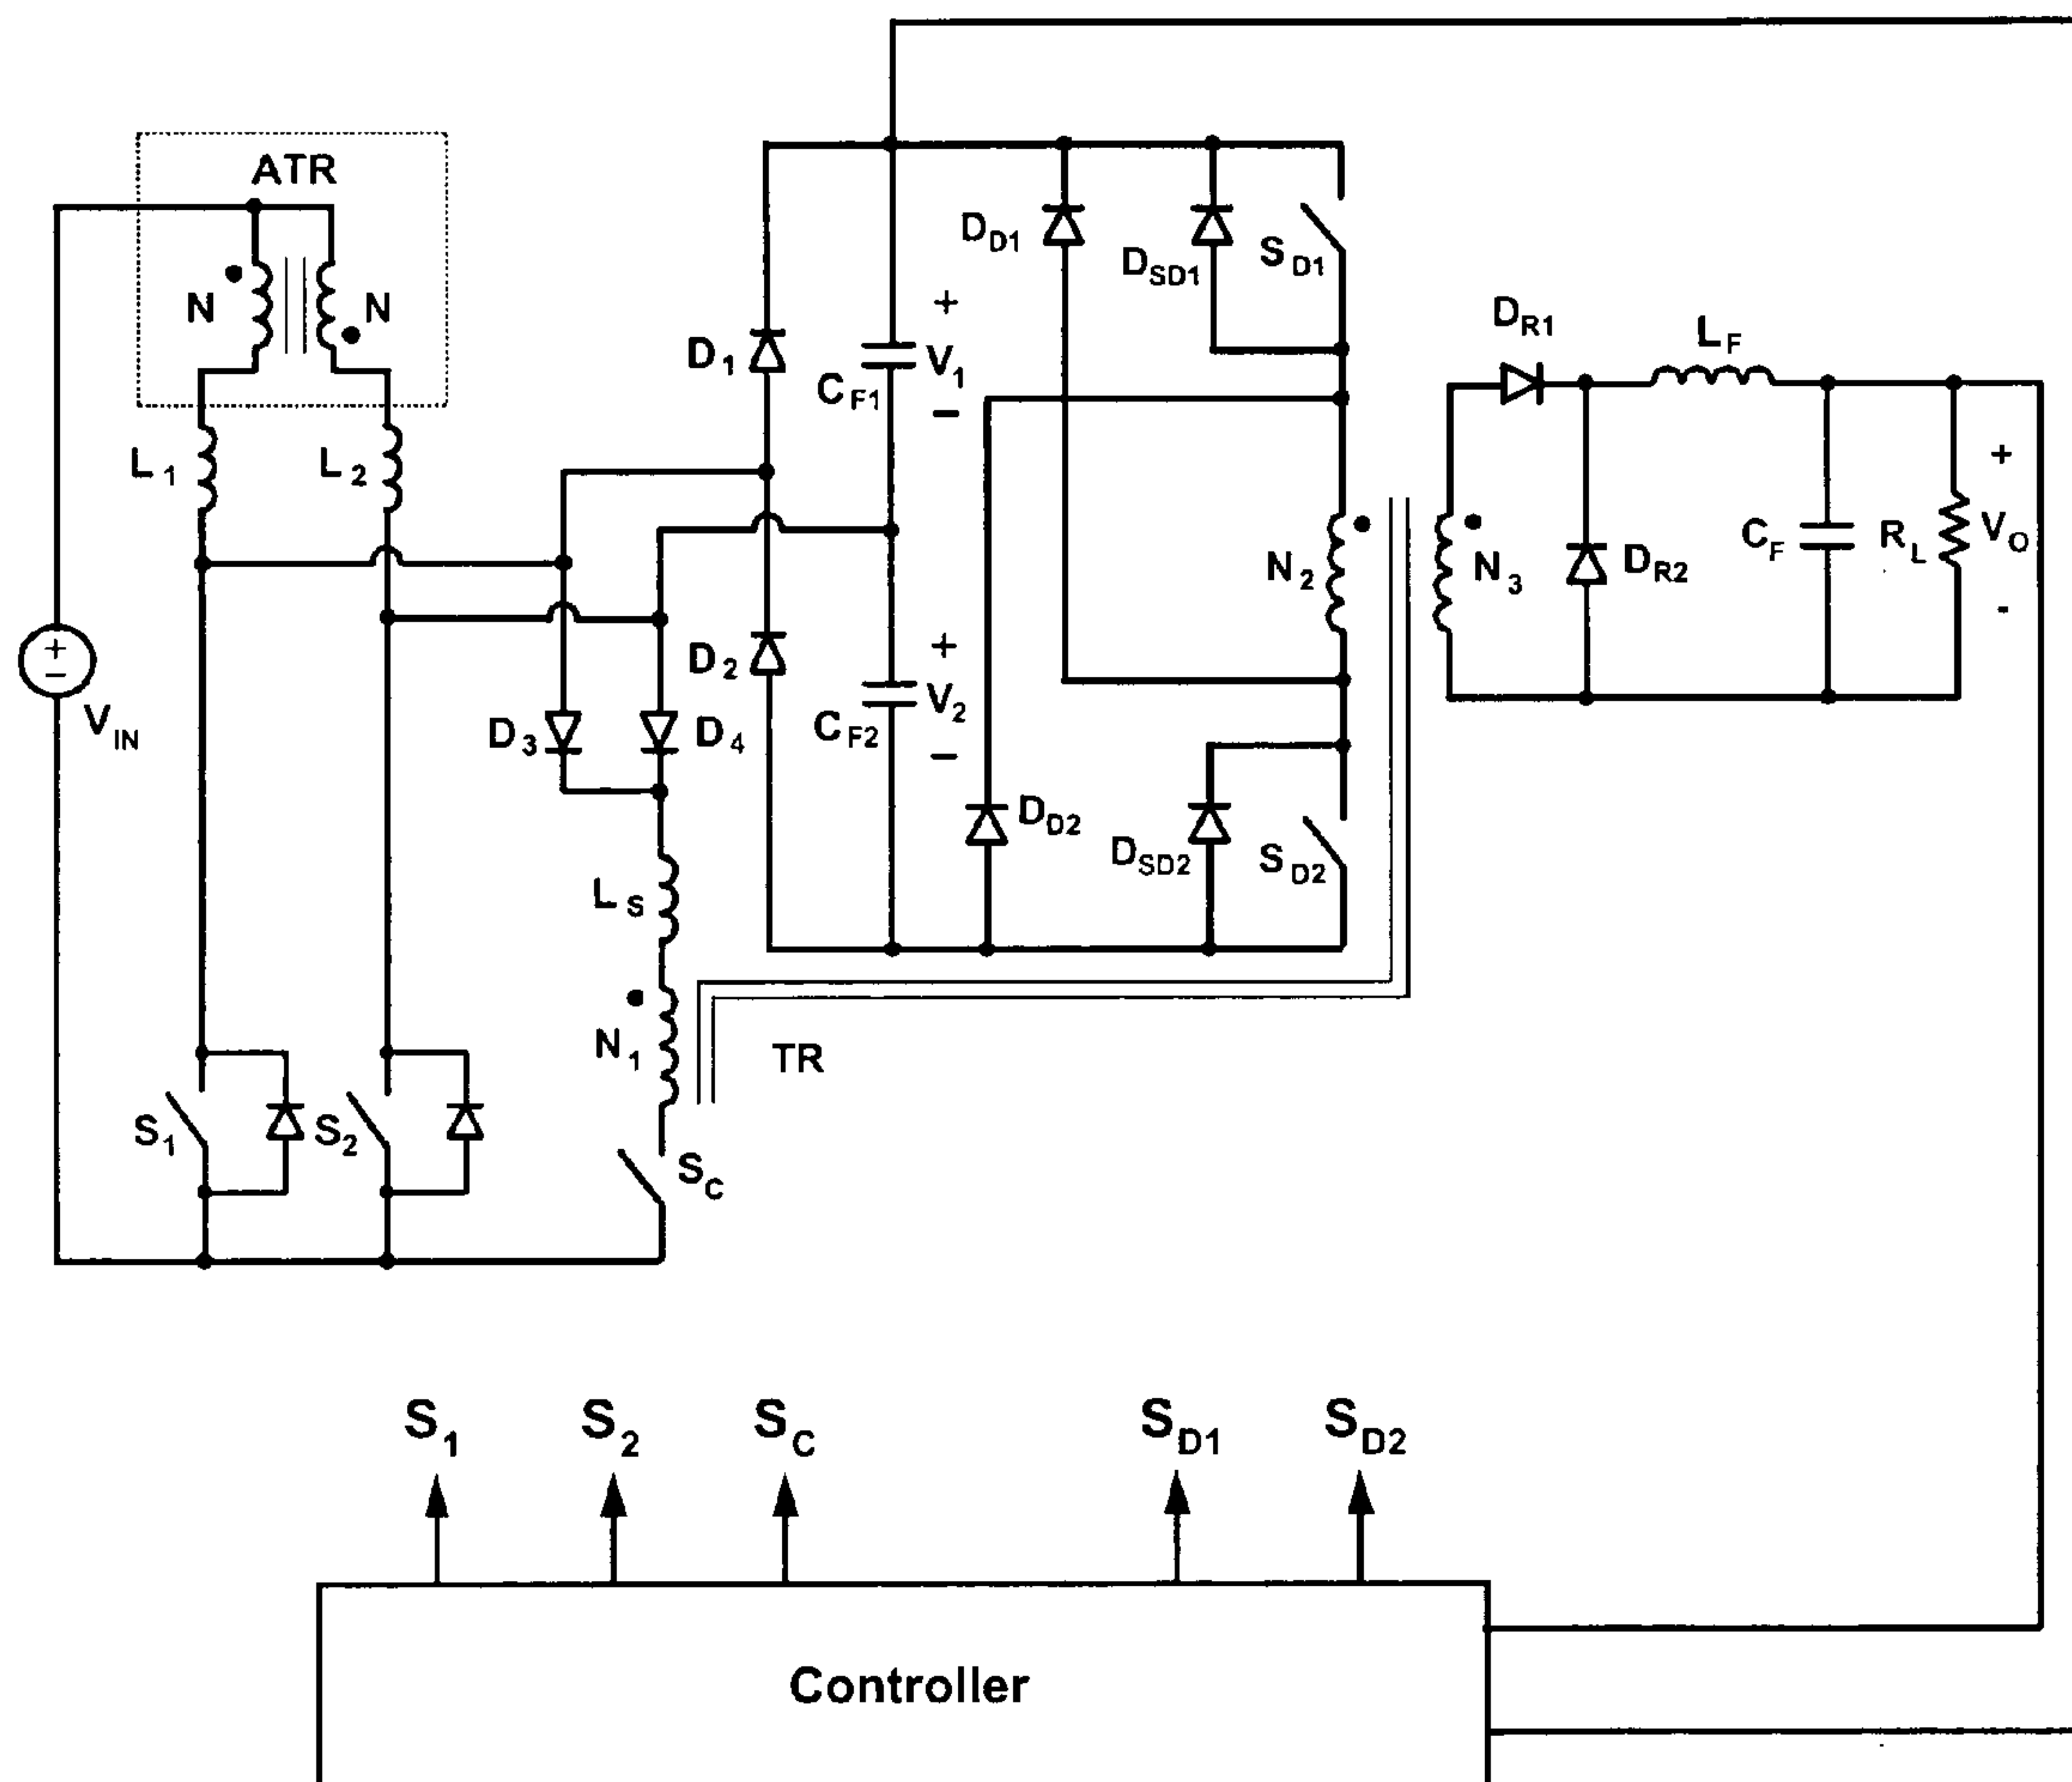 ATR
N
N
L1
L2
VIN
+
−
S1
S2
D3
D4
LS
N1
TR
SC
D1
D2
CF1
+
V1
−
CF2
+
V2
−
DD1
DSD1
SD1
DD2
DSD2
SD2
N2
N3
DR1
DR2
LF
CF
RL
+
VO
-
S1
S2
SC
SD1
SD2
Controller